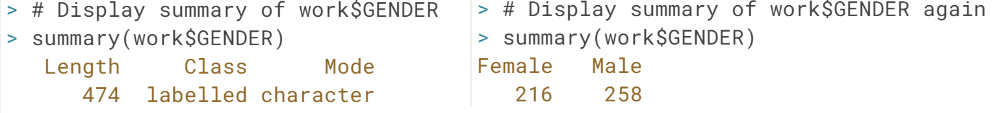 > # Display summary of work$GENDER
> summary(work$GENDER)
Length Class Mode
474 labelled character
> # Display summary of work$GENDER again
> summary(work$GENDER)
Female Male
216 258